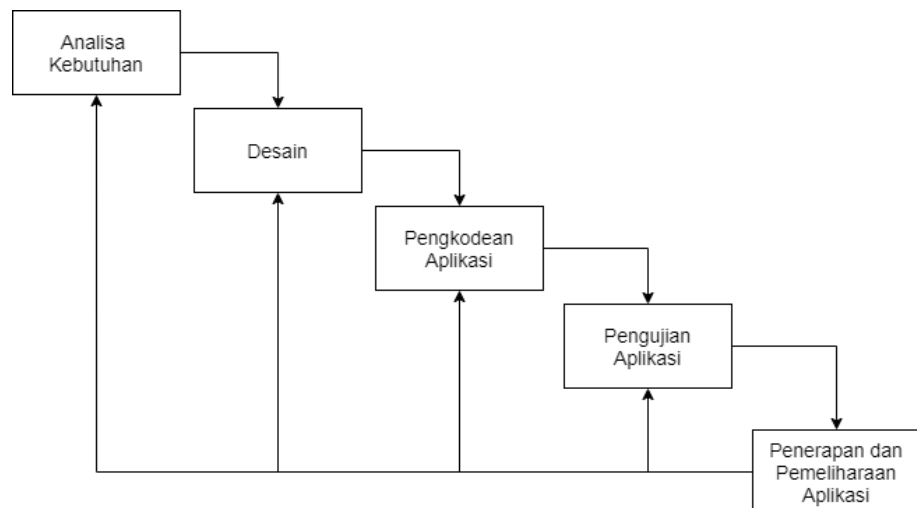 Analisa
Kebutuhan
Desain
Pengkodean
Aplikasi
Pengujian
Aplikasi
Penerapan dan
Pemeliharaan
Aplikasi